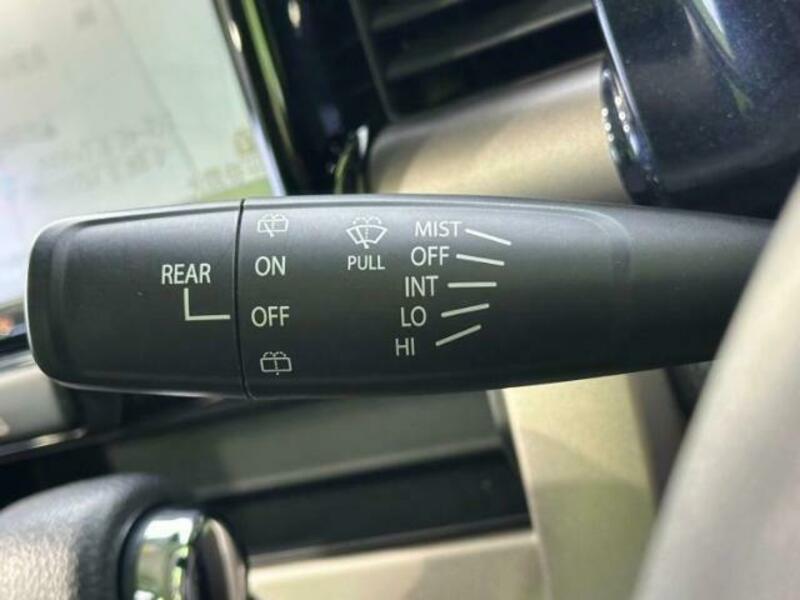 REAR
ON
OFF
PULL
MIST
OFF
INT
LO
HI